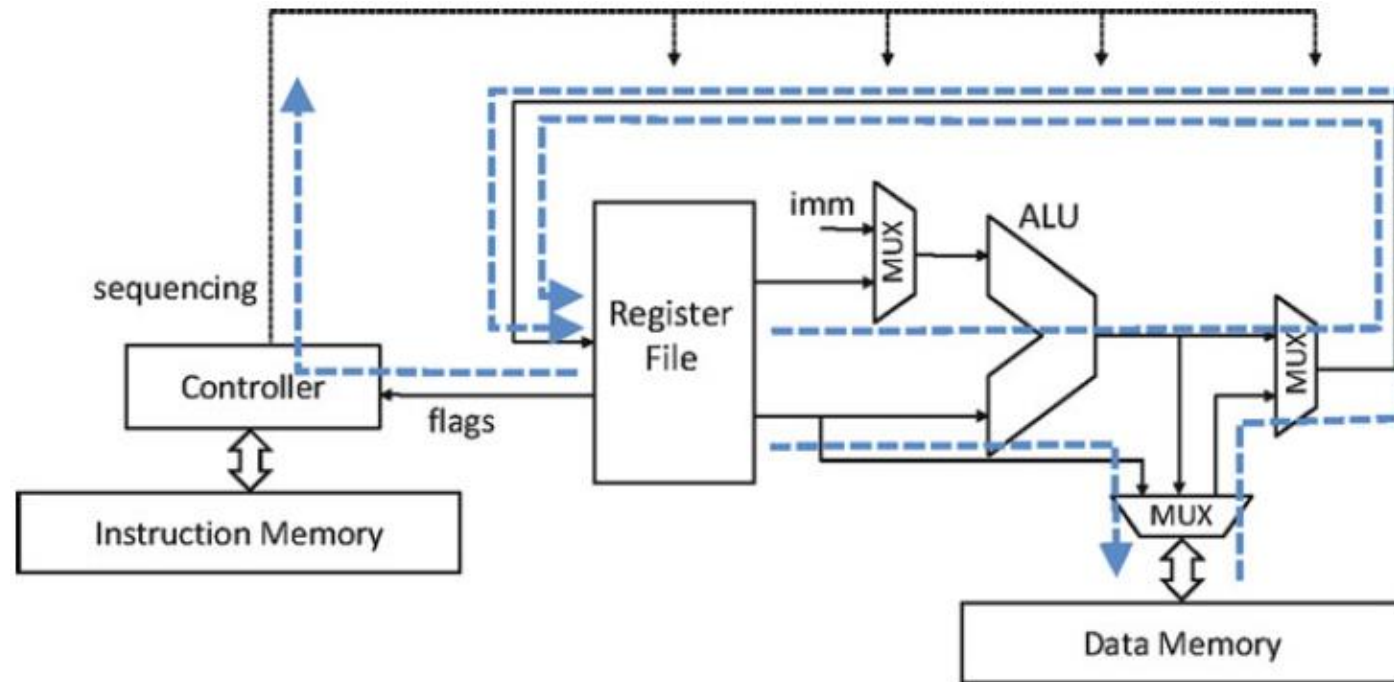 imm
MUX
ALU
sequencing
Register
File
MUX
Controller
flags
Instruction Memory
MUX
Data Memory